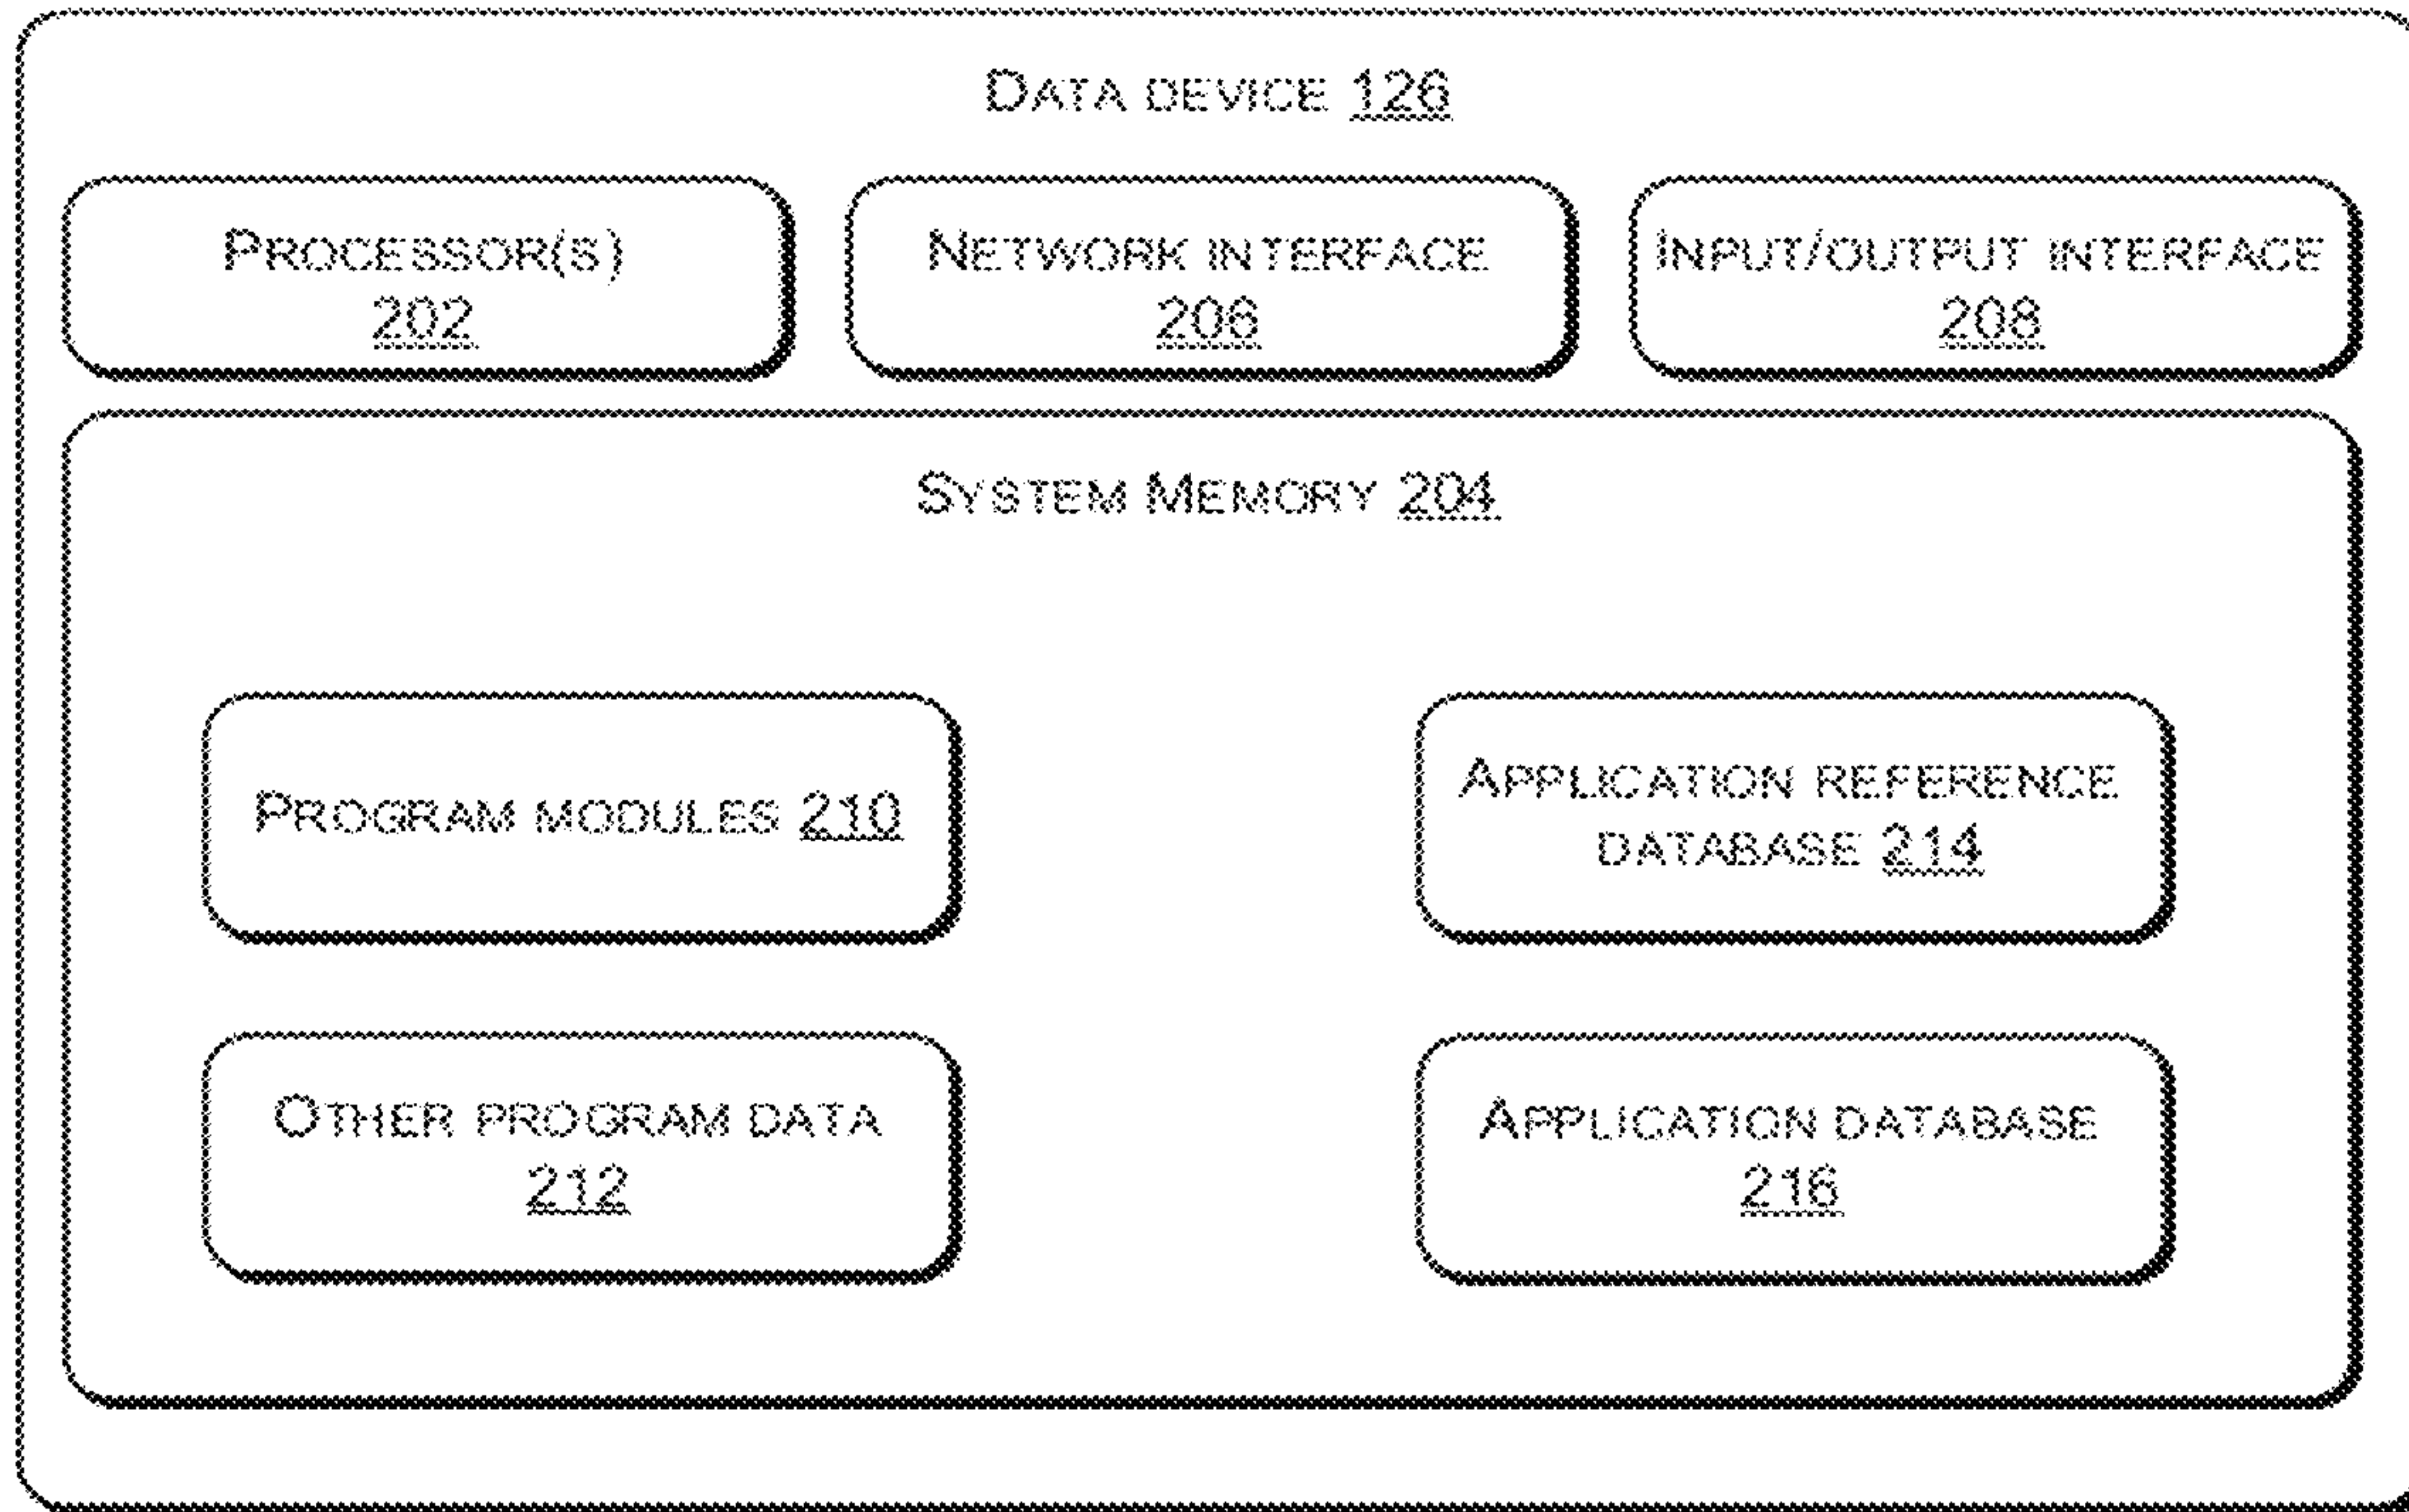 DATA DEVICE 126
PROCESSOR(S)
202
NETWORK INTERFACE
206
INPUT/OUTPUT INTERFACE
208
SYSTEM MEMORY 204
PROGRAM MODULES 210
APPLICATION REFERENCE
DATABASE 214
OTHER PROGRAM DATA
212
APPLICATION DATABASE
216